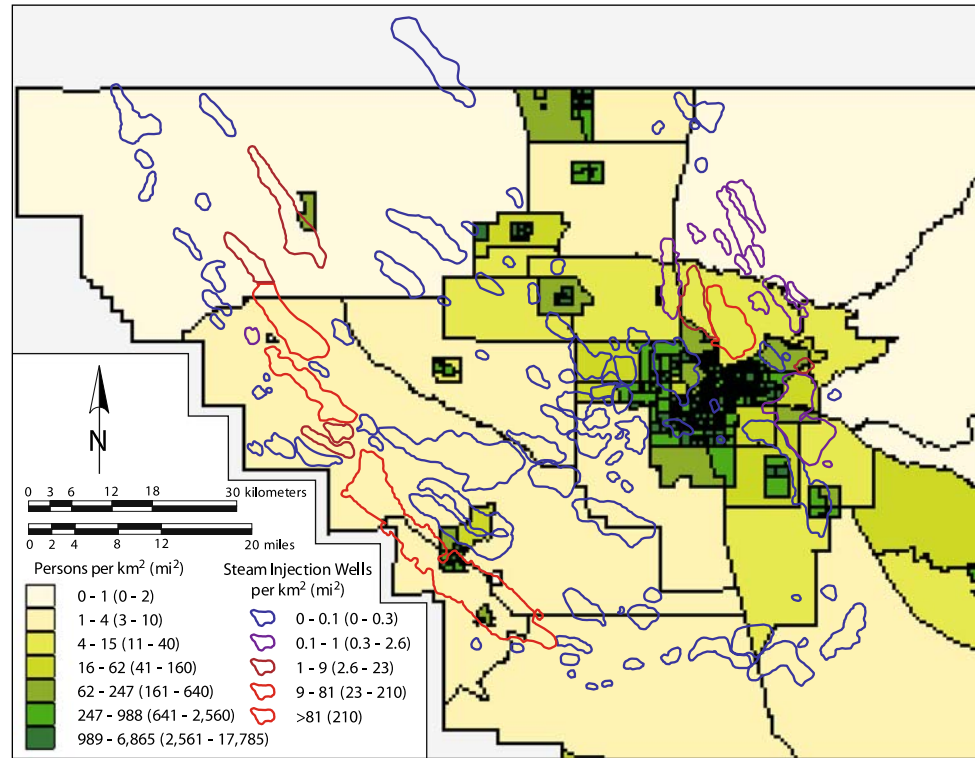 N
0 3 6 12 18 30 kilometers
0 2 4 8 12 20 miles
Persons per km² (mi²)
0 - 1 (0 - 2)
1 - 4 (3 - 10)
4 - 15 (11 - 40)
16 - 62 (41 - 160)
62 - 247 (161 - 640)
247 - 988 (641 - 2,560)
989 - 6,865 (2,561 - 17,785)
Steam Injection Wells
per km² (mi²)
0 - 0.1 (0 - 0.3)
0.1 - 1 (0.3 - 2.6)
1 - 9 (2.6 - 23)
9 - 81 (23 - 210)
>81 (210)